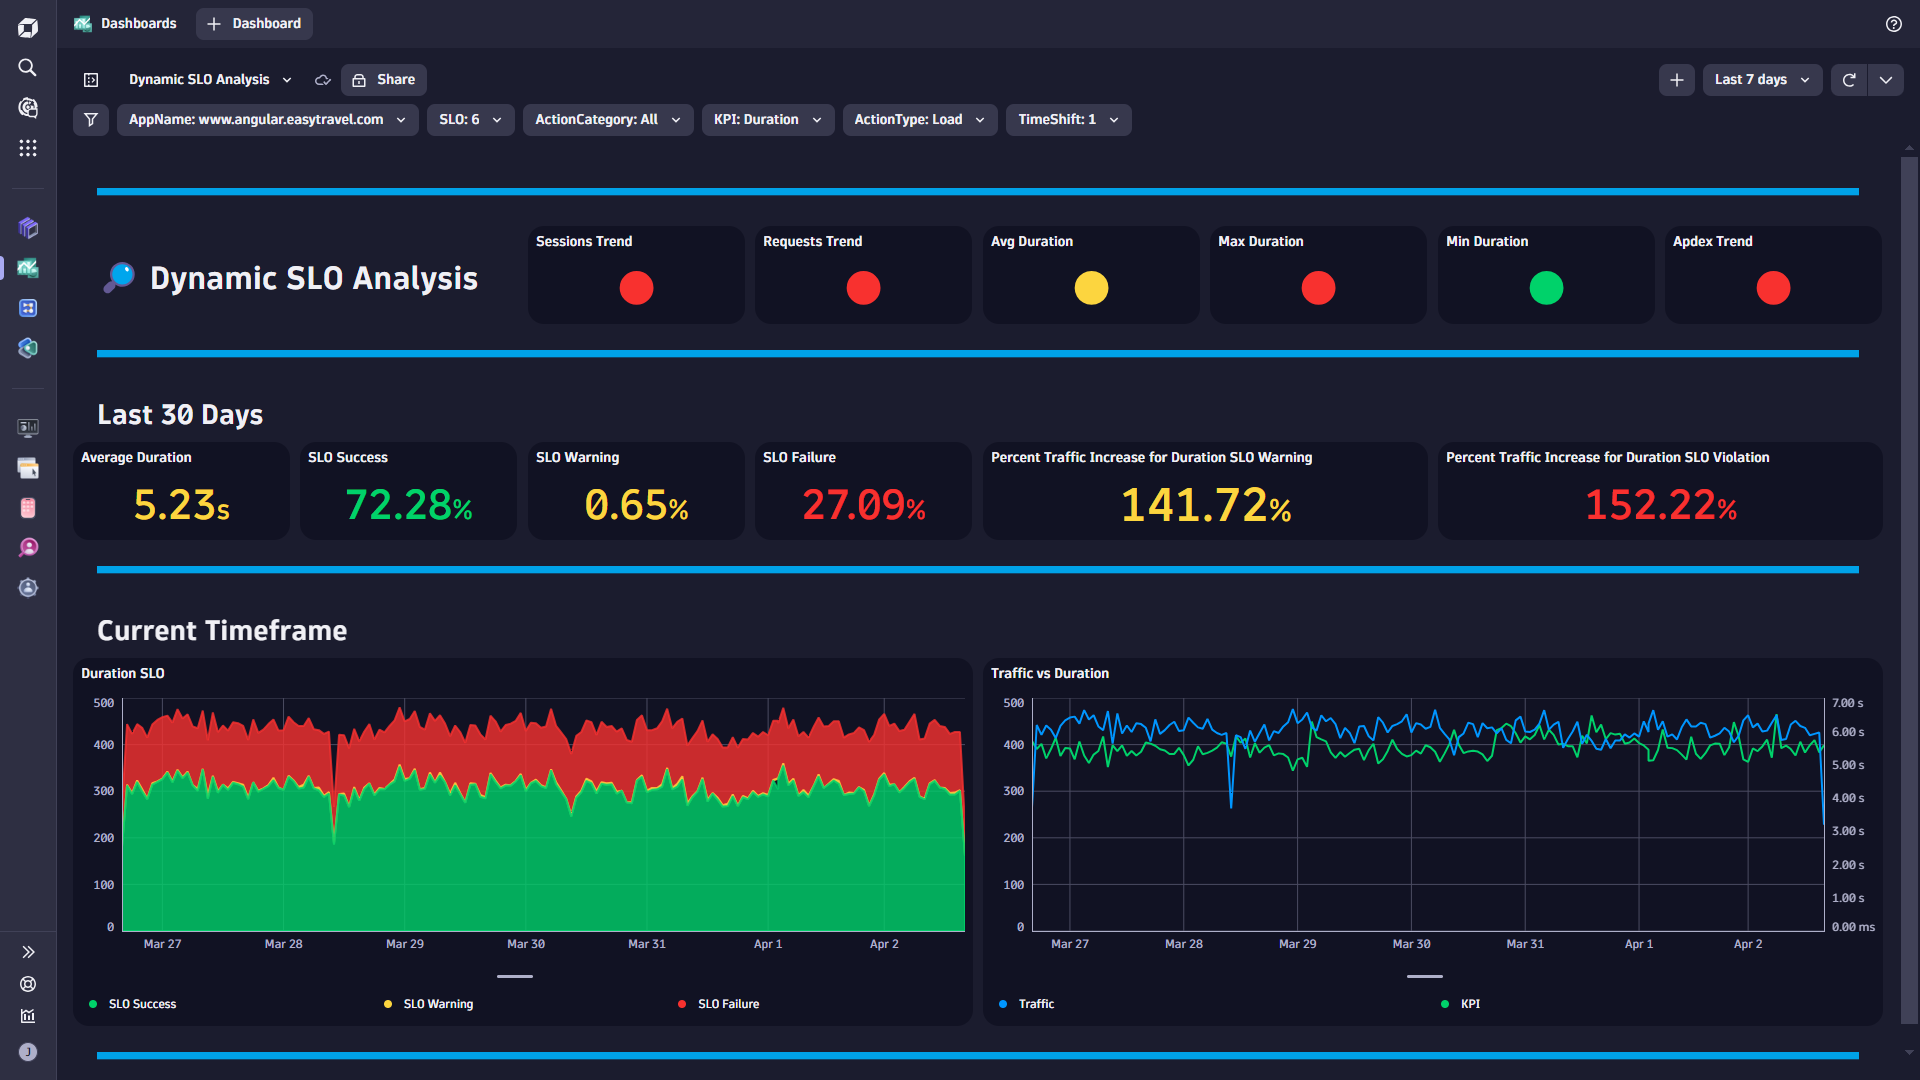 Dashboards
Dashboard
Dynamic SLO Analysis
Share
Last 7 days
AppName: www.angular.easytravel.com
SLO: 6
ActionCategory: All
KPI: Duration
ActionType: Load
TimeShift: 1
Dynamic SLO Analysis
Sessions Trend
Requests Trend
Avg Duration
Max Duration
Min Duration
Apdex Trend
Last 30 Days
Average Duration
5.23s
SLO Success
72.28%
SLO Warning
0.65%
SLO Failure
27.09%
Percent Traffic Increase for Duration SLO Warning
141.72%
Percent Traffic Increase for Duration SLO Violation
152.22%
Current Timeframe
Duration SLO
500
400
300
200
100
0
Mar 27
Mar 28
Mar 29
Mar 30
Mar 31
Apr 1
Apr 2
SLO Success
SLO Warning
SLO Failure
Traffic vs Duration
500
400
300
200
100
0
7.00 s
6.00 s
5.00 s
4.00 s
3.00 s
2.00 s
1.00 s
0.00 ms
Mar 27
Mar 28
Mar 29
Mar 30
Mar 31
Apr 1
Apr 2
Traffic
KPI
J